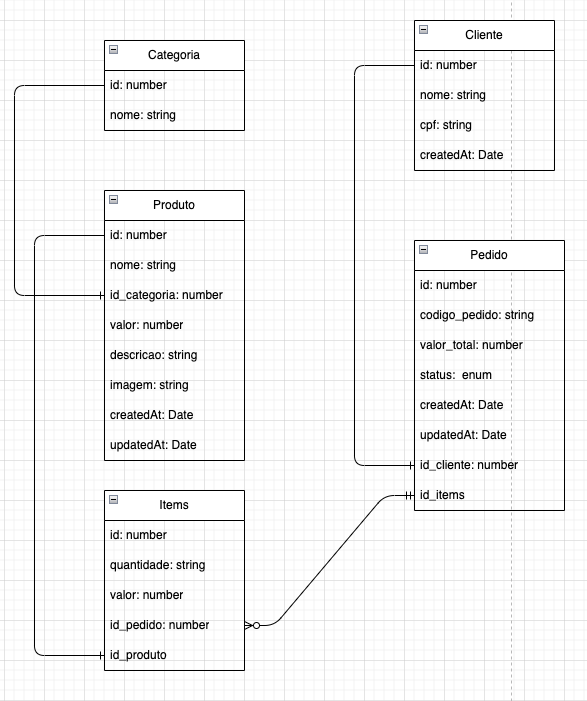 Categoria
id: number
nome: string
Cliente
id: number
nome: string
cpf: string
createdAt: Date
Produto
id: number
nome: string
id_categoria: number
valor: number
descricao: string
imagem: string
createdAt: Date
updatedAt: Date
Pedido
id: number
codigo_pedido: string
valor_total: number
status: enum
createdAt: Date
updatedAt: Date
id_cliente: number
id_items
Items
id: number
quantidade: string
valor: number
id_pedido: number
id_produto